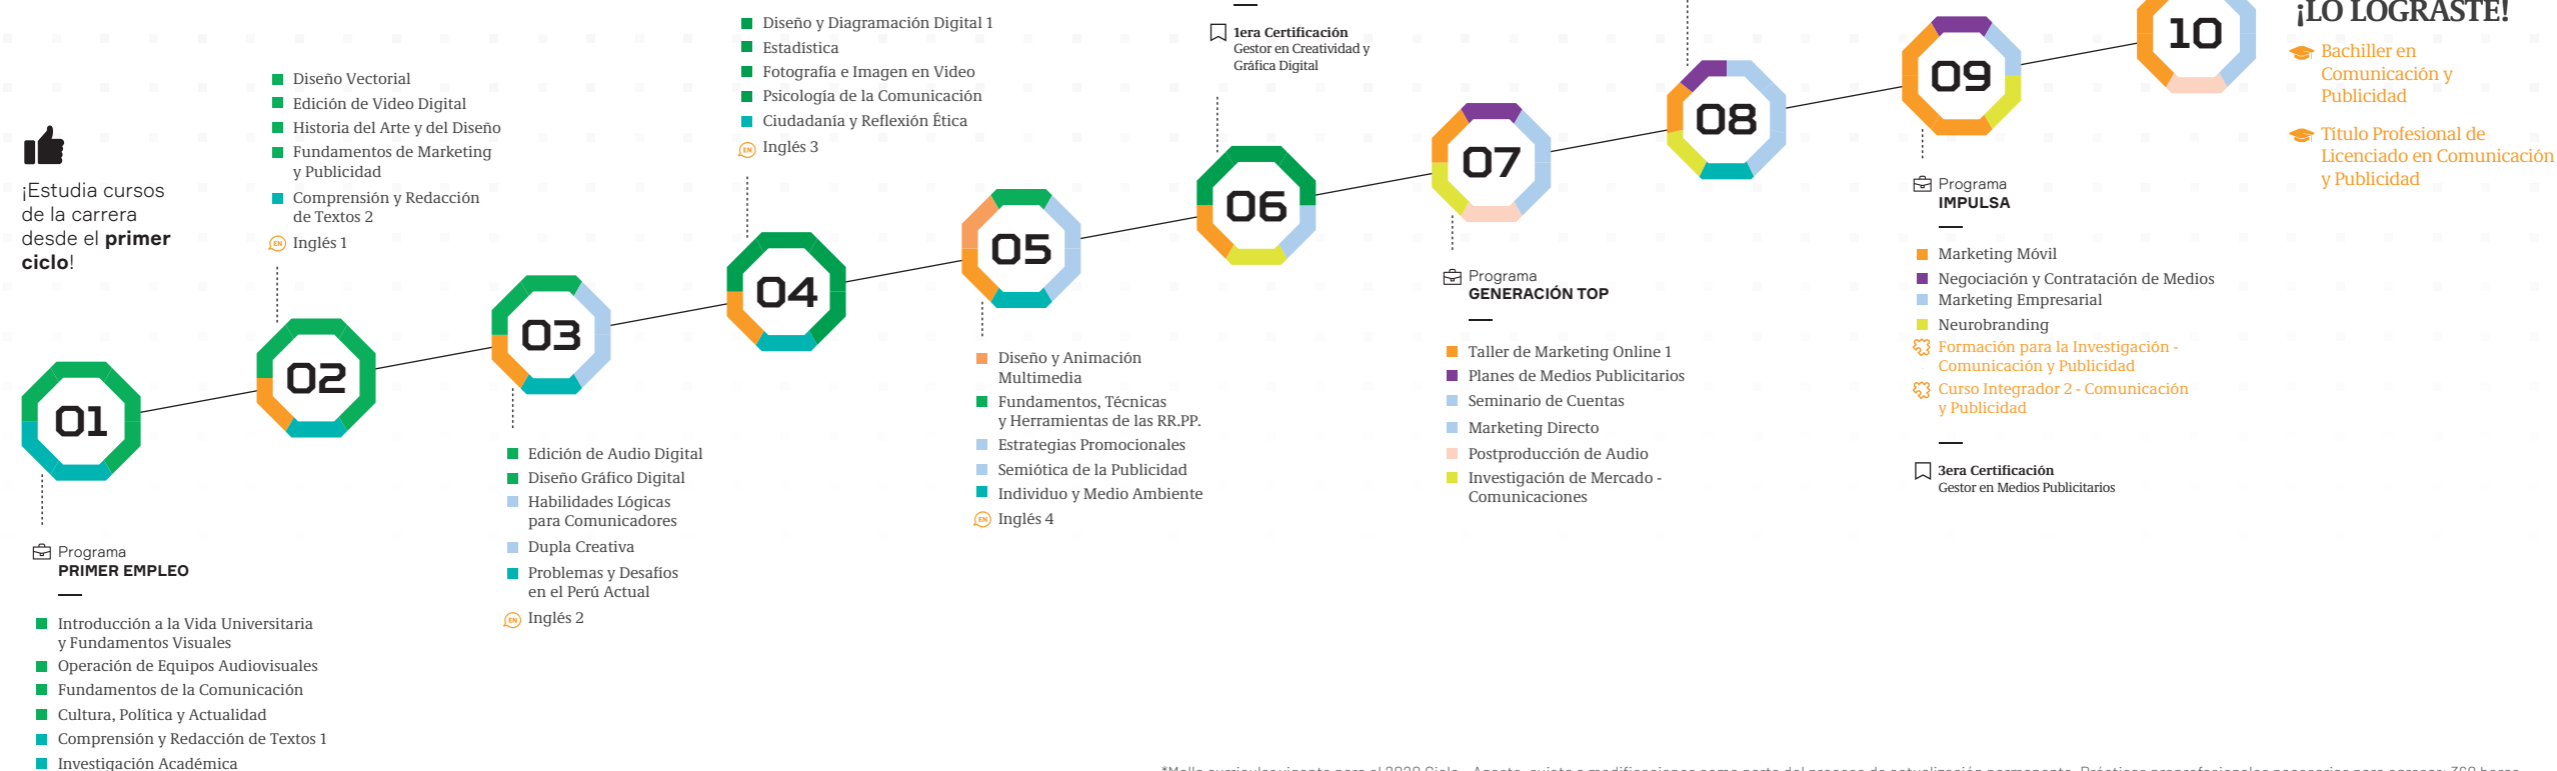 ¡Estudia cursos
de la carrera
desde el primer
ciclo!
01
Programa
PRIMER EMPLEO
Introducción a la Vida Universitaria
y Fundamentos Visuales
Operación de Equipos Audiovisuales
Fundamentos de la Comunicación
Cultura, Política y Actualidad
Comprensión y Redacción de Textos 1
Investigación Académica
Diseño Vectorial
Edición de Video Digital
Historia del Arte y del Diseño
Fundamentos de Marketing
y Publicidad
Comprensión y Redacción
de Textos 2
EN Inglés 1
02
03
Edición de Audio Digital
Diseño Gráfico Digital
Habilidades Lógicas
para Comunicadores
Dupla Creativa
Problemas y Desafíos
en el Perú Actual
EN Inglés 2
Diseño y Diagramación Digital 1
Estadística
Fotografía e Imagen en Video
Psicología de la Comunicación
Ciudadanía y Reflexión Ética
EN Inglés 3
04
05
Diseño y Animación
Multimedia
Fundamentos, Técnicas
y Herramientas de las RR.PP.
Estrategias Promocionales
Semiótica de la Publicidad
Individuo y Medio Ambiente
EN Inglés 4
1era Certificación
Gestor en Creatividad y
Gráfica Digital
06
07
Programa
GENERACIÓN TOP
Taller de Marketing Online 1
Planes de Medios Publicitarios
Seminario de Cuentas
Marketing Directo
Postproducción de Audio
Investigación de Mercado -
Comunicaciones
08
09
Programa
IMPULSA
Marketing Móvil
Negociación y Contratación de Medios
Marketing Empresarial
Neurobranding
Formación para la Investigación -
Comunicación y Publicidad
Curso Integrador 2 - Comunicación
y Publicidad
3era Certificación
Gestor en Medios Publicitarios
10
¡LO LOGRASTE!
Bachiller en
Comunicación y
Publicidad
Título Profesional de
Licenciado en Comunicación
y Publicidad